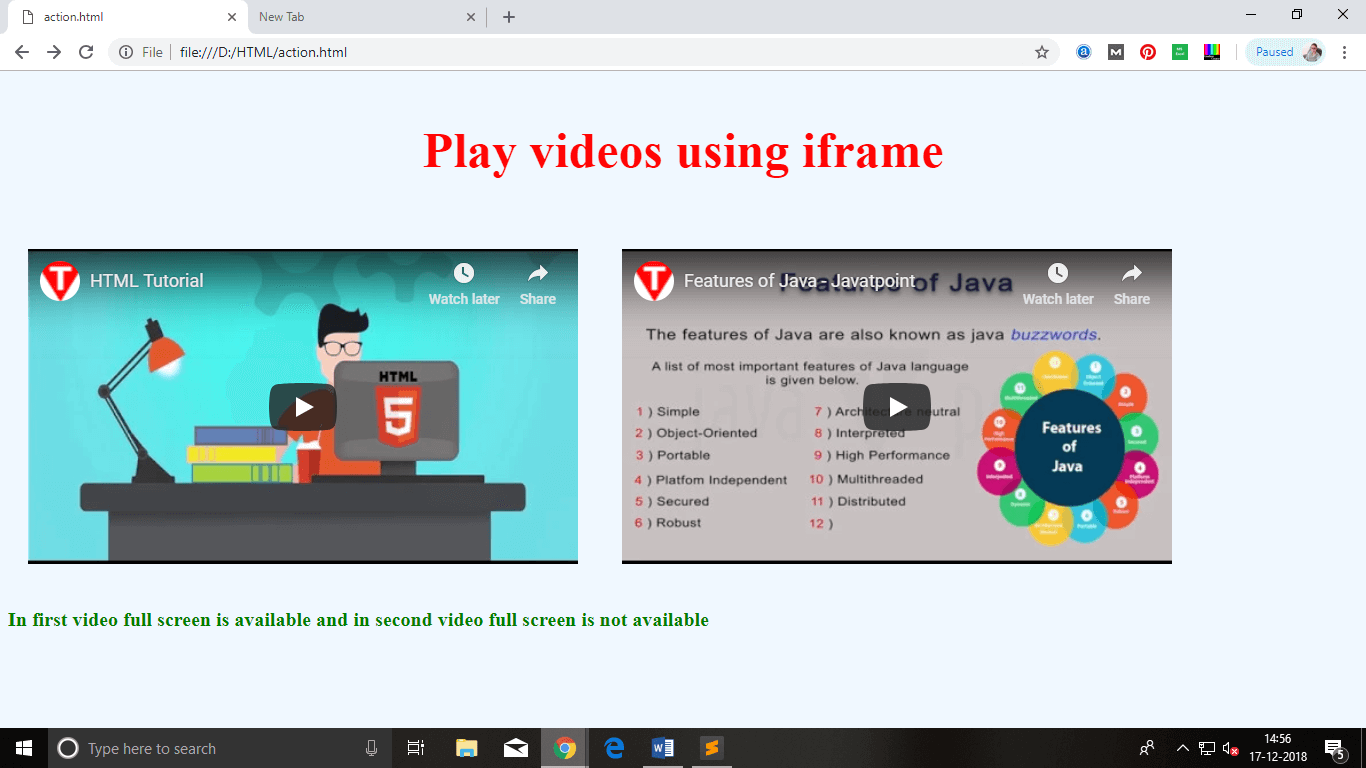 action.html
New Tab
File
file:///D:/HTML/action.html
Paused
Play videos using iframe
HTML Tutorial
Watch later
Share
HTML
5
Features of Java - Javatpoint
Features of Java
Watch later
Share
The features of Java are also known as java buzzwords.
A list of most important features of Java language
is given below.
1 ) Simple
2 ) Object-Oriented
3 ) Portable
4 ) Platfom Independent
5 ) Secured
6 ) Robust
7 ) Architecture neutral
8 ) Interpreted
9 ) High Performance
10 ) Multithreaded
11 ) Distributed
12 )
Features
of
Java
In first video full screen is available and in second video full screen is not available
Type here to search
14:56
17-12-2018
5